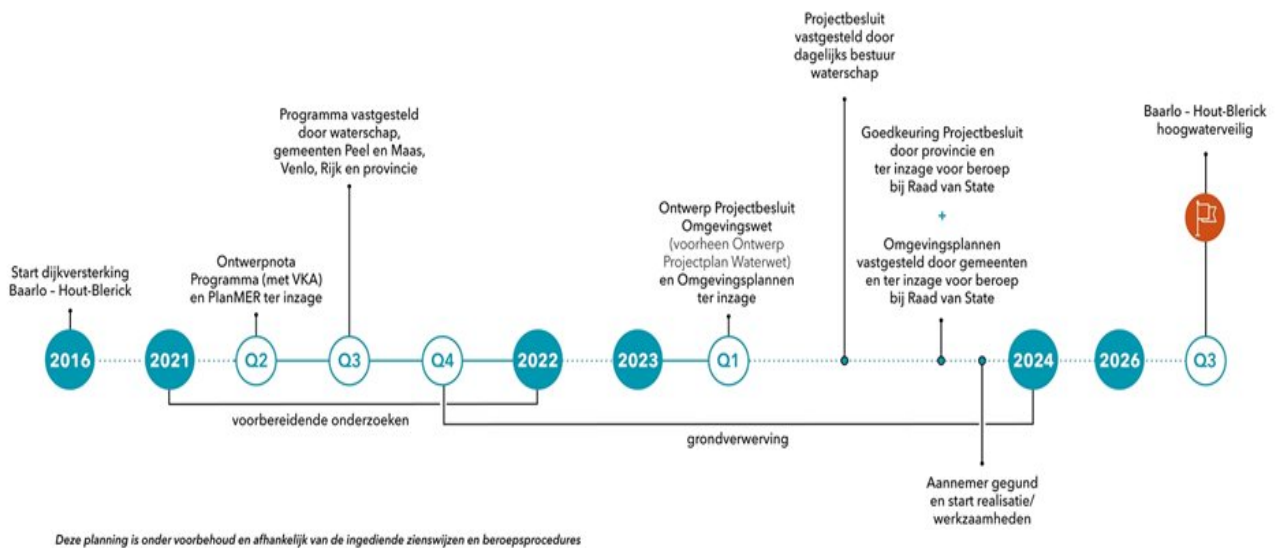 Start dijkversterking
Baarlo – Hout-Blerick
Ontwerpnota
Programma (met VKA)
en PlanMER ter inzage
Programma vastgesteld
door waterschap,
gemeenten Peel en Maas,
Venlo, Rijk en provincie
Ontwerp Projectbesluit
Omgevingswet
(voorheen Ontwerp
Projectplan Waterwet)
en Omgevingsplannen
ter inzage
Projectbesluit
vastgesteld door
dagelijks bestuur
waterschap
Goedkeuring Projectbesluit
door provincie en
ter inzage voor beroep
bij Raad van State
+
Omgevingsplannen
vastgesteld door gemeenten
en ter inzage voor beroep
bij Raad van State
Baarlo – Hout-Blerick
hoogwaterveilig
2016
2021
Q2
Q3
Q4
2022
2023
Q1
2024
2026
Q3
voorbereidende onderzoeken
grondverwerving
Aannemer gegund
en start realisatie/
werkzaamheden
Deze planning is onder voorbehoud en afhankelijk van de ingediende zienswijzen en beroepsprocedures